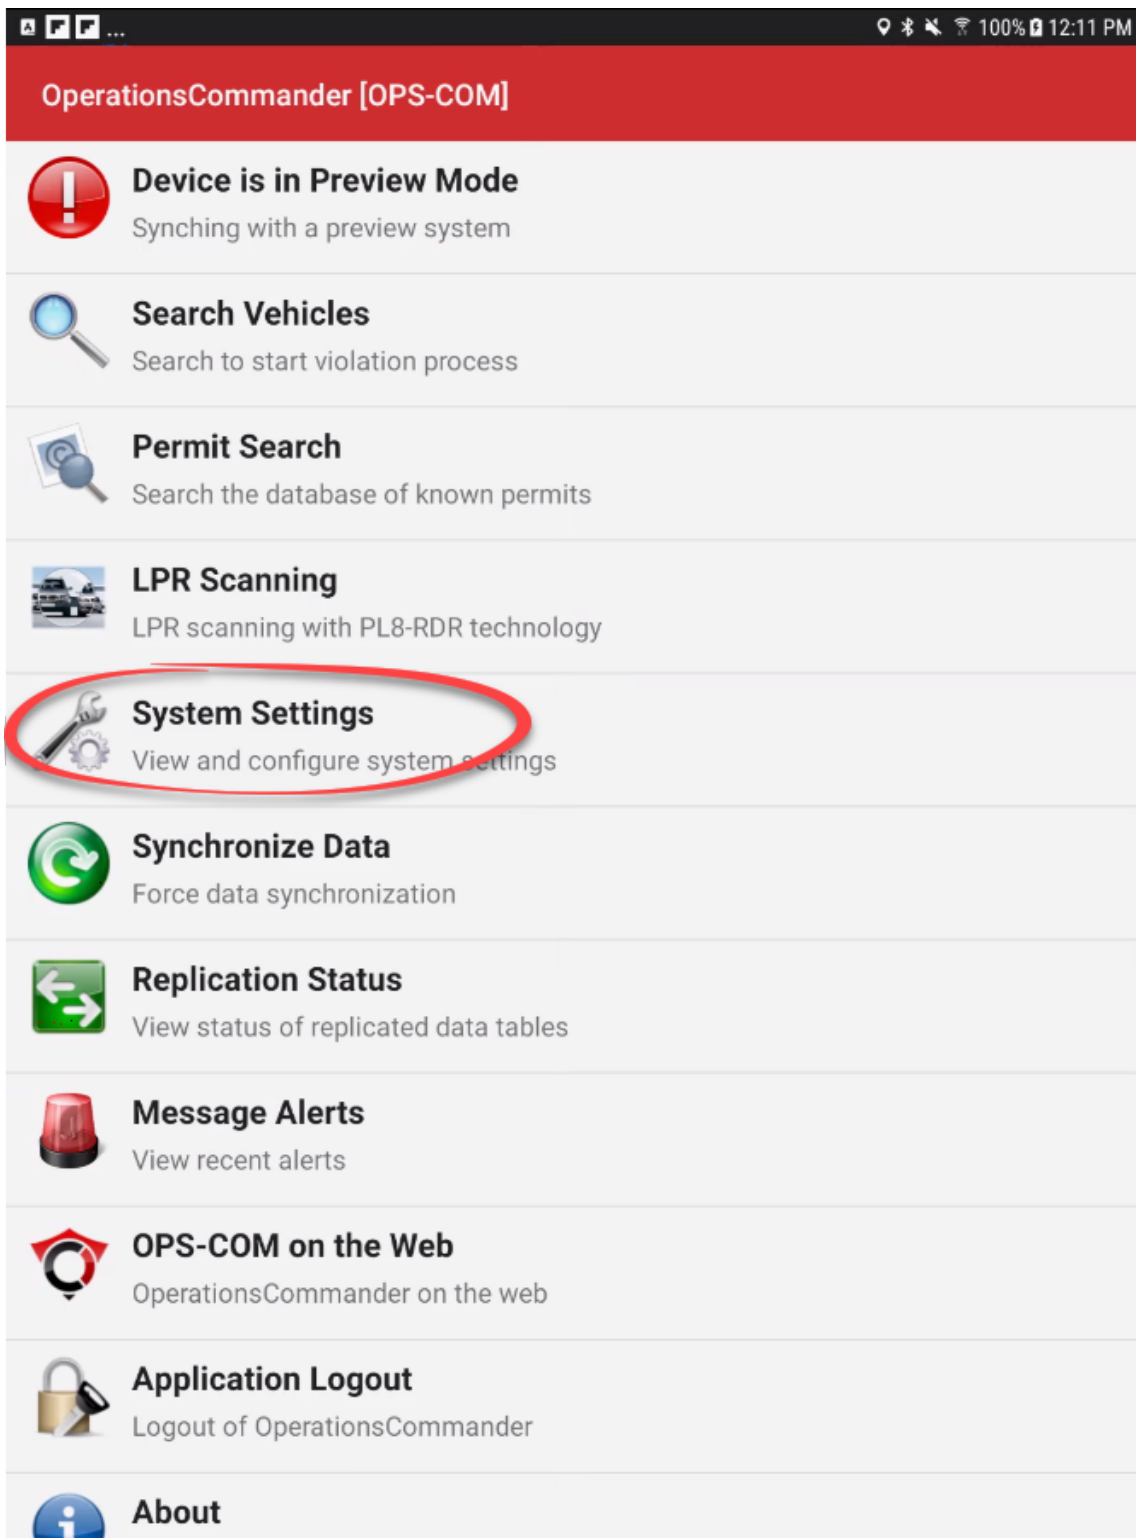 ... 100% 12:11 PM
OperationsCommander [OPS-COM]
Device is in Preview Mode
Synching with a preview system
Search Vehicles
Search to start violation process
Permit Search
Search the database of known permits
LPR Scanning
LPR scanning with PL8-RDR technology
System Settings
View and configure system settings
Synchronize Data
Force data synchronization
Replication Status
View status of replicated data tables
Message Alerts
View recent alerts
OPS-COM on the Web
OperationsCommander on the web
Application Logout
Logout of OperationsCommander
About